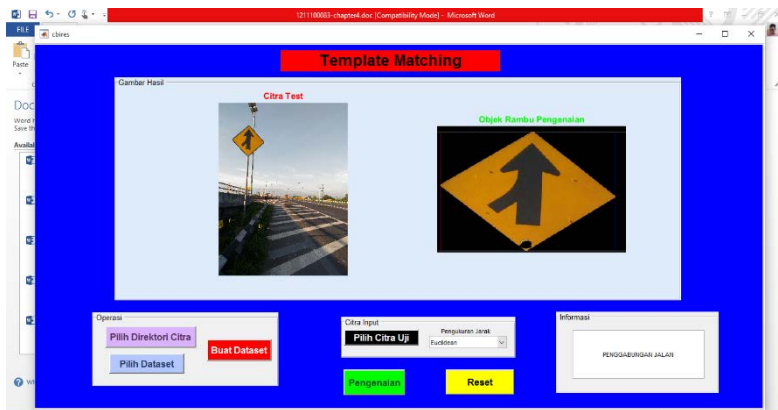 1211100083-chapter4.doc [Compatibility Mode] - Microsoft Word
FILE
cbires
Paste
Template Matching
Gambar Hasil
Citra Test
Objek Rambu Pengenalan
Operasi
Pilih Direktori Citra
Pilih Dataset
Buat Dataset
Citra Input
Pilih Citra Uji
Pengukuran Jarak
Euclidean
Pengenalan
Reset
Informasi
PENGGABUNGAN JALAN